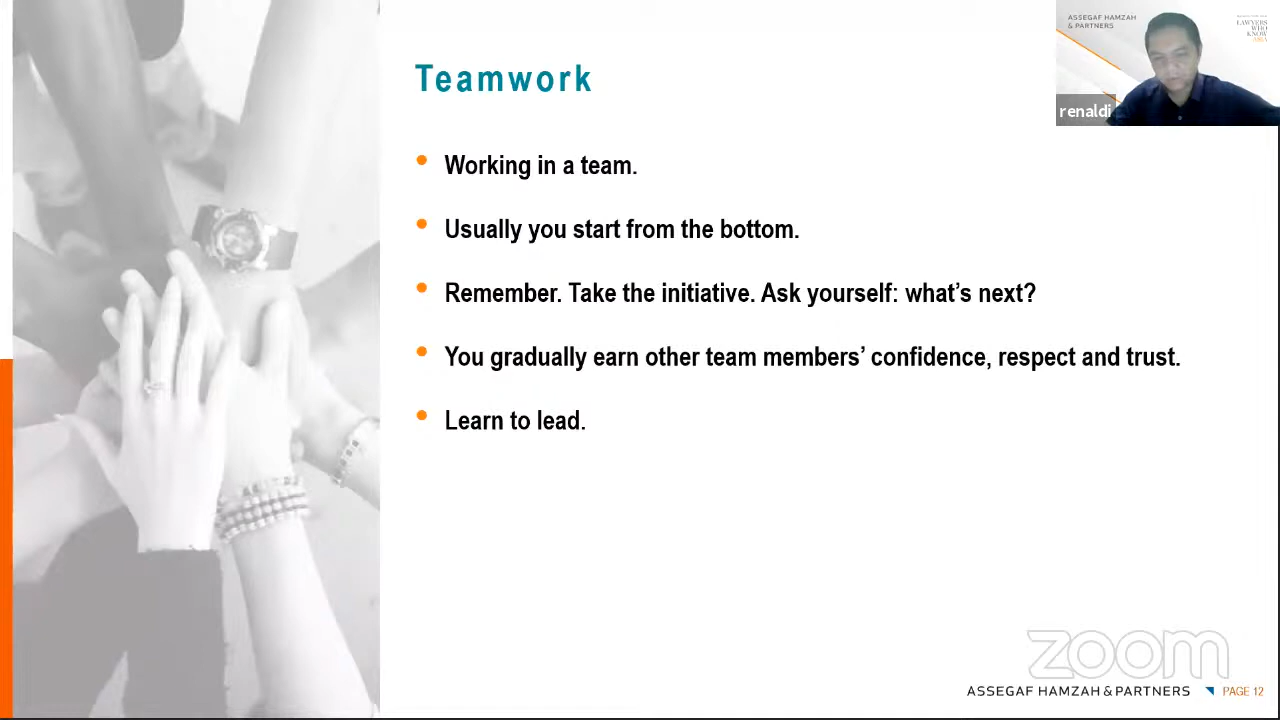 Teamwork
Working in a team.
Usually you start from the bottom.
Remember. Take the initiative. Ask yourself: what’s next?
You gradually earn other team members’ confidence, respect and trust.
Learn to lead.
ASSEGAF HAMZAH
& PARTNERS
LAWYERS
WHO
KNOW
ASIA
renaldi
zoom
ASSEGAF HAMZAH & PARTNERS
PAGE 12